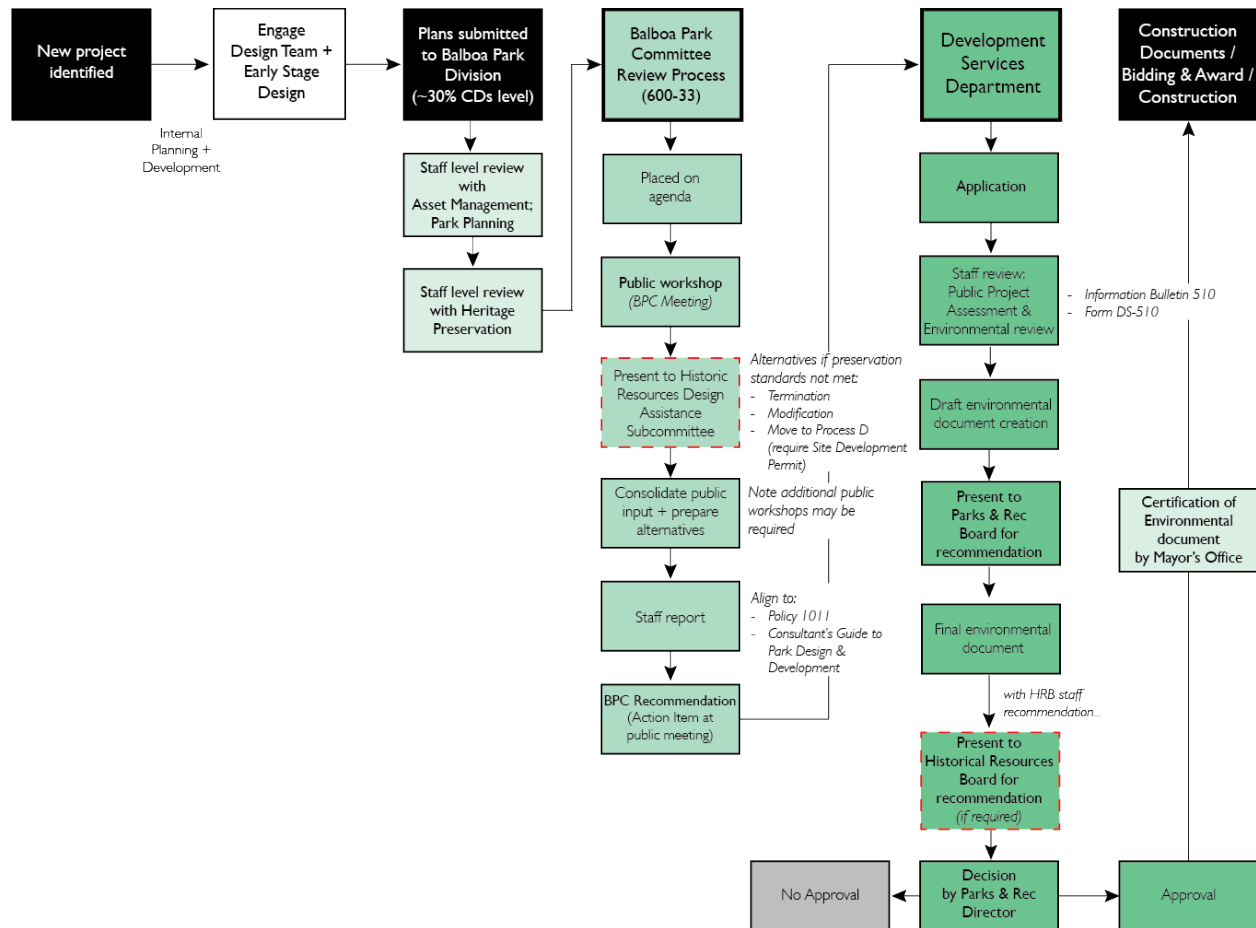 New project
identified
Internal
Planning +
Development
Engage
Design Team +
Early Stage
Design
Plans submitted
to Balboa Park
Division
(~30% CDs level)
Staff level review
with
Asset Management;
Park Planning
Staff level review
with Heritage
Preservation
Balboa Park
Committee
Review Process
(600-33)
Placed on
agenda
Public workshop
(BPC Meeting)
Present to Historic
Resources Design
Assistance
Subcommittee
Alternatives if preservation
standards not met:
- Termination
- Modification
- Move to Process D
(require Site Development
Permit)
Consolidate public
input + prepare
alternatives
Note additional public
workshops may be
required
Staff report
Align to:
- Policy 1011
- Consultant's Guide to
Park Design &
Development
BPC Recommendation
(Action Item at
public meeting)
Development
Services
Department
Application
Staff review:
Public Project
Assessment &
Environmental review
- Information Bulletin 510
- Form DS-510
Draft environmental
document creation
Present to
Parks & Rec
Board for
recommendation
Final environmental
document
with HRB staff
recommendation...
Present to
Historical Resources
Board for
recommendation
(if required)
Decision
by Parks & Rec
Director
No Approval
Approval
Certification of
Environmental
document
by Mayor's Office
Construction
Documents /
Bidding & Award /
Construction